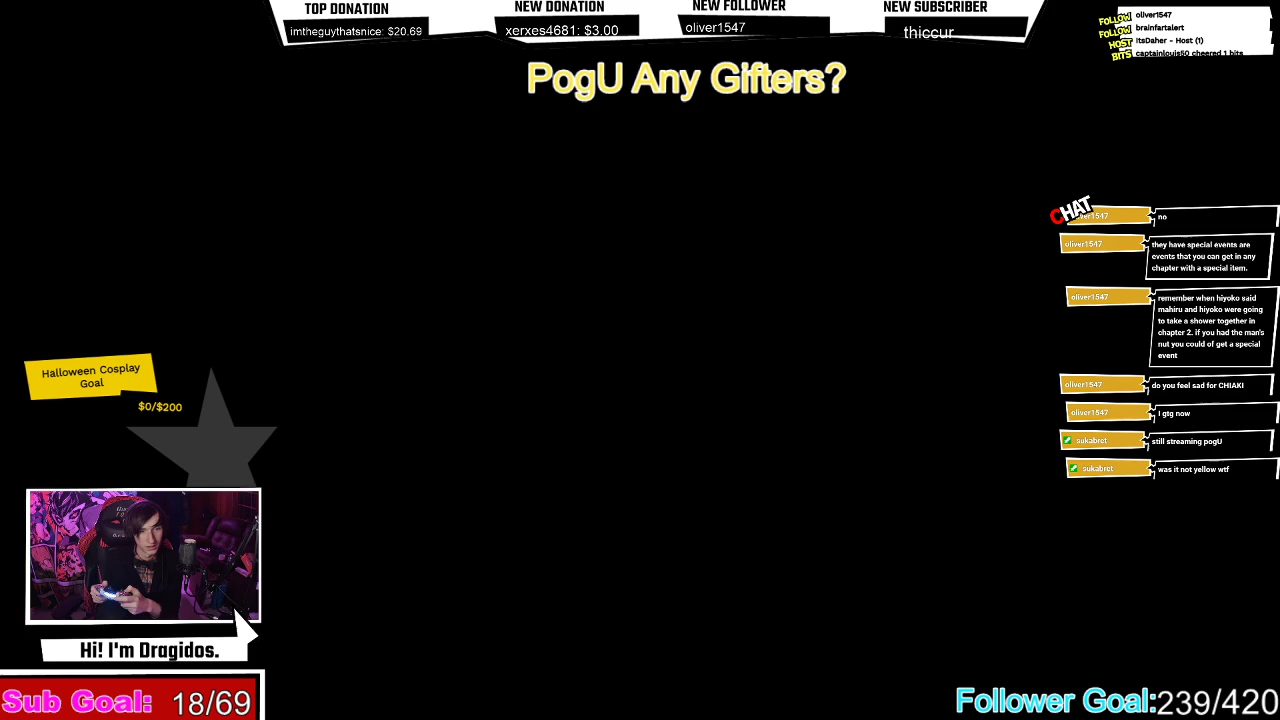 TOP DONATION
imtheguythatsnice: $20.69
NEW DONATION
xerxes4681: $3.00
NEW FOLLOWER
oliver1547
NEW SUBSCRIBER
thiccur
FOLLOW oliver1547
FOLLOW brainfartalert
HOST ItsDaher - Host (1)
BITS captainlouis50 cheered 1 bits
PogU Any Gifters?
CHAT
no
oliver1547
they have special events are
events that you can get in any
chapter with a special item.
oliver1547
remember when hiyoko said
mahiru and hiyoko were going
to take a shower together in
chapter 2. if you had the man's
nut you could of get a special
event
oliver1547
do you feel sad for CHIAKI
oliver1547
I gtg now
sukabret
still streaming pogU
sukabret
was it not yellow wtf
Halloween Cosplay
Goal
$0/$200
Hi! I'm Dragidos.
Sub Goal: 18/69
Follower Goal:239/420